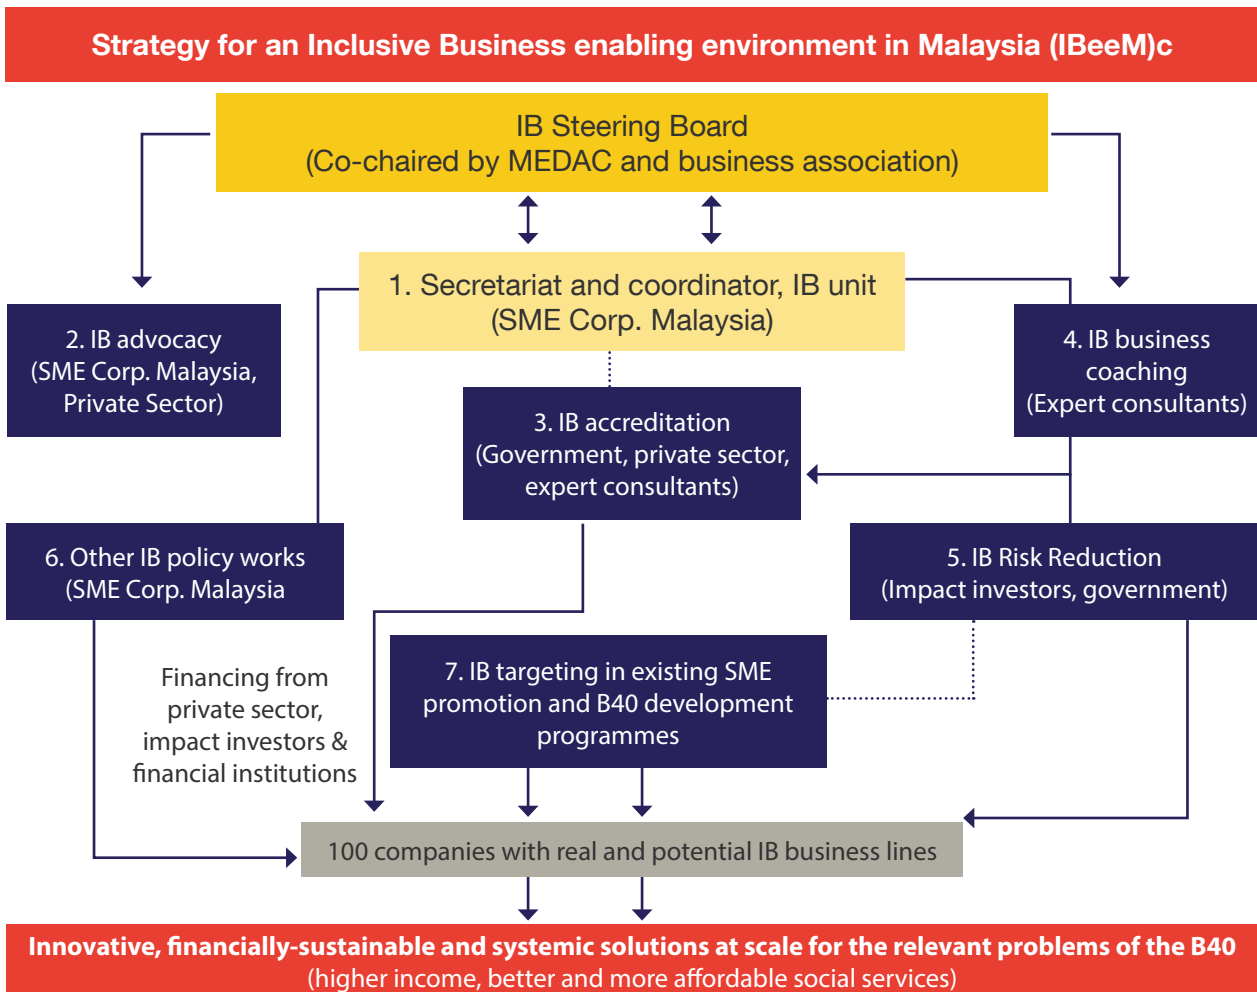 Strategy for an Inclusive Business enabling environment in Malaysia (IBeeM)c
IB Steering Board
(Co-chaired by MEDAC and business association)
1. Secretariat and coordinator, IB unit
(SME Corp. Malaysia)
2. IB advocacy
(SME Corp. Malaysia,
Private Sector)
4. IB business
coaching
(Expert consultants)
3. IB accreditation
(Government, private sector,
expert consultants)
6. Other IB policy works
(SME Corp. Malaysia
5. IB Risk Reduction
(Impact investors, government)
Financing from
private sector,
impact investors &
financial institutions
7. IB targeting in existing SME
promotion and B40 development
programmes
100 companies with real and potential IB business lines
Innovative, financially-sustainable and systemic solutions at scale for the relevant problems of the B40
(higher income, better and more affordable social services)